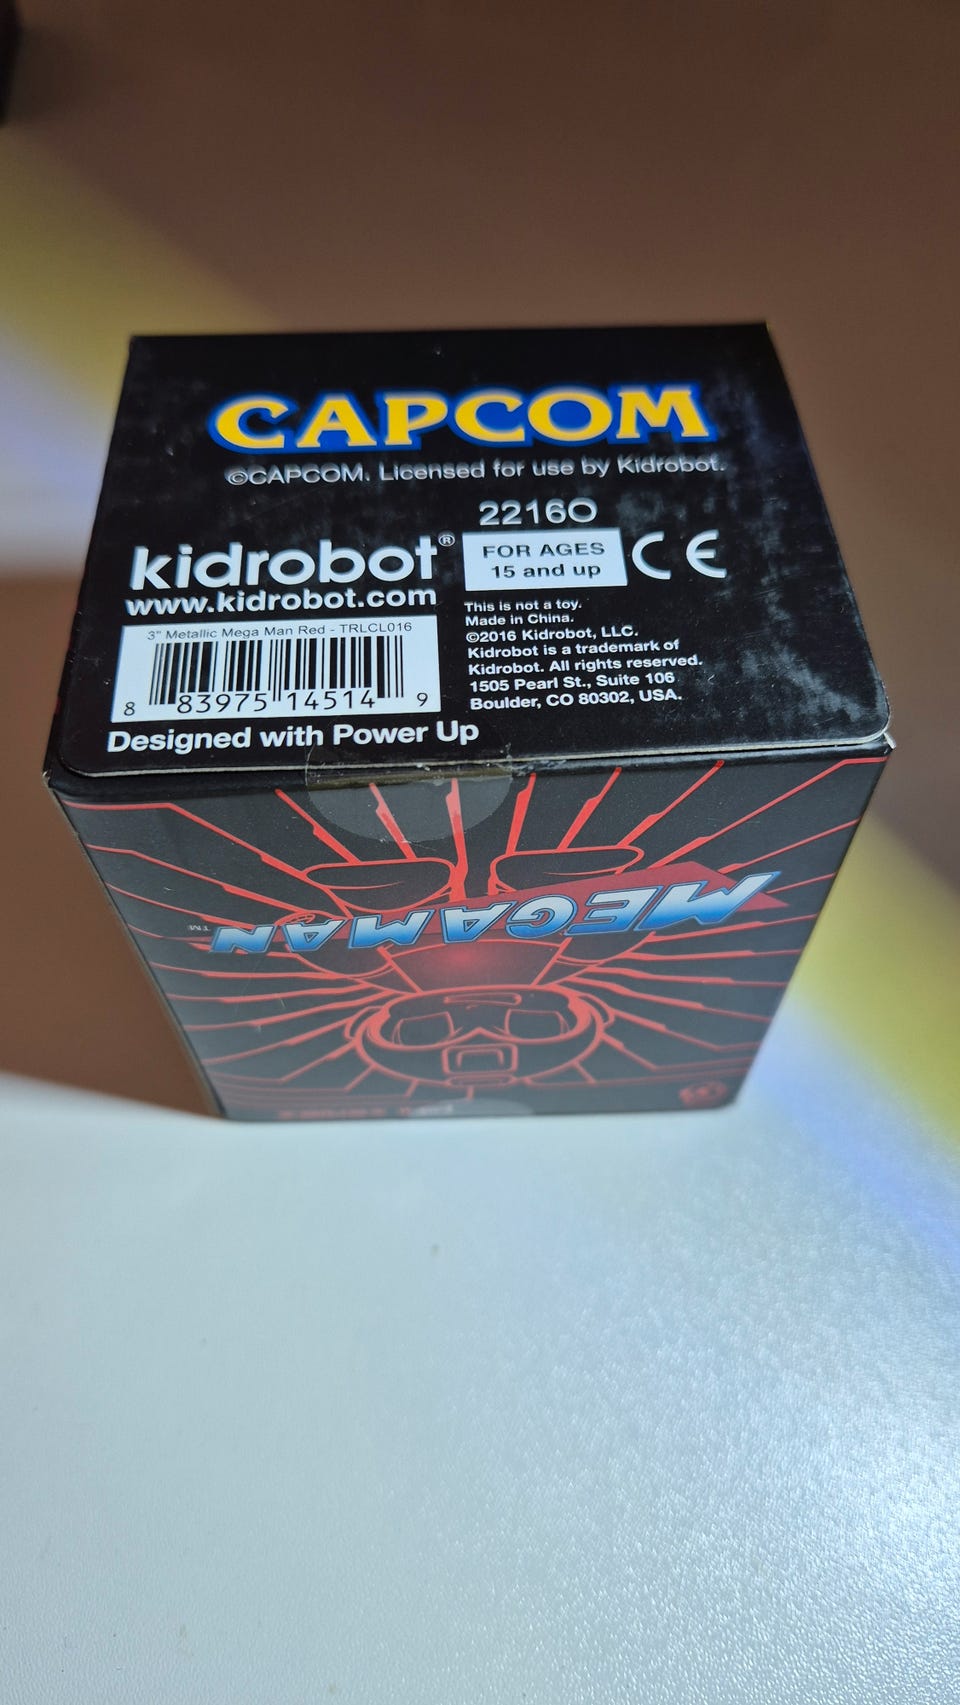 CAPCOM
©CAPCOM. Licensed for use by Kidrobot.
22160
kidrobot®
www.kidrobot.com
FOR AGES
15 and up
CE
3" Metallic Mega Man Red - TRLCL016
8 83975 14514 9
Designed with Power Up
This is not a toy.
Made in China.
©2016 Kidrobot, LLC.
Kidrobot is a trademark of
Kidrobot. All rights reserved.
1505 Pearl St., Suite 106
Boulder, CO 80302, USA.
MEGAMAN™